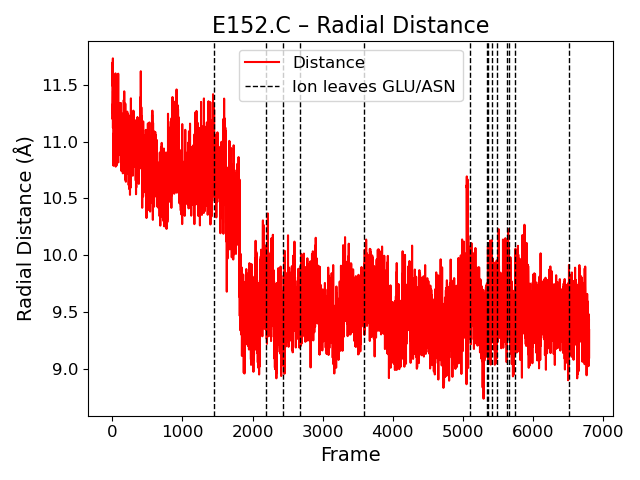 E152.C – Radial Distance
Distance
Ion leaves GLU/ASN
Radial Distance (Å)
11.5
11.0
10.5
10.0
9.5
9.0
0 1000 2000 3000 4000 5000 6000 7000
Frame